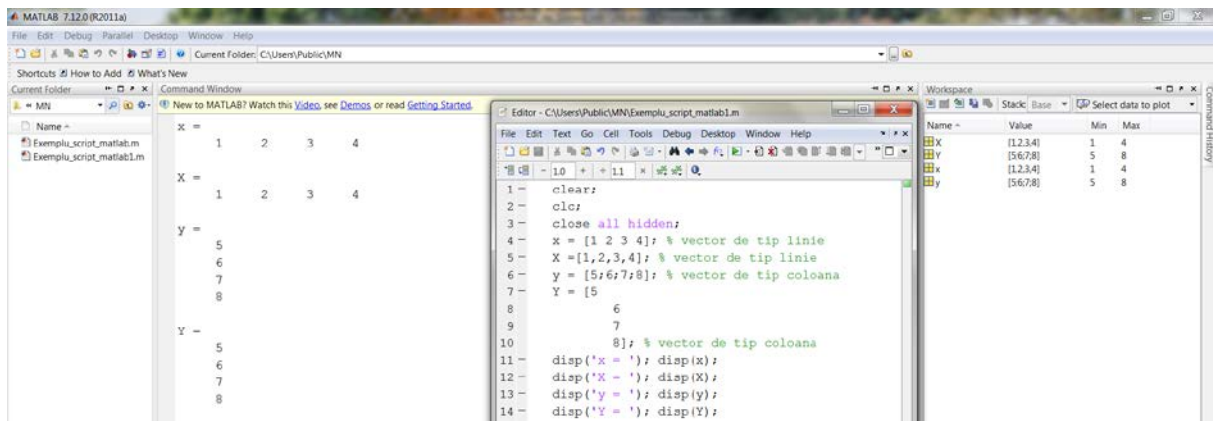 MATLAB 7.12.0 (R2011a)
File Edit Debug Parallel Desktop Window Help
Current Folder: C:\Users\Public\MN
Shortcuts How to Add What's New
Current Folder
MN
Name
Exemplu_script_matlab.m
Exemplu_script_matlab1.m
Command Window
New to MATLAB? Watch this Video, see Demos, or read Getting Started.
x =
1 2 3 4
X =
1 2 3 4
y =
5
6
7
8
Y =
5
6
7
8
Editor - C:\Users\Public\MN\Exemplu_script_matlab1.m
File Edit Text Go Cell Tools Debug Desktop Window Help
- 1.0 + ÷ 1.1 ×
1 - clear;
2 - clc;
3 - close all hidden;
4 - x = [1 2 3 4]; % vector de tip linie
5 - X =[1,2,3,4]; % vector de tip linie
6 - y = [5;6;7;8]; % vector de tip coloana
7 - Y = [5
8 6
9 7
10 8]; % vector de tip coloana
11 - disp('x = '); disp(x);
12 - disp('X = '); disp(X);
13 - disp('y = '); disp(y);
14 - disp('Y = '); disp(Y);
Workspace
Stack: Base Select data to plot
Name Value Min Max
X [1,2,3,4] 1 4
Y [5;6;7;8] 5 8
x [1,2,3,4] 1 4
y [5;6;7;8] 5 8
Command History